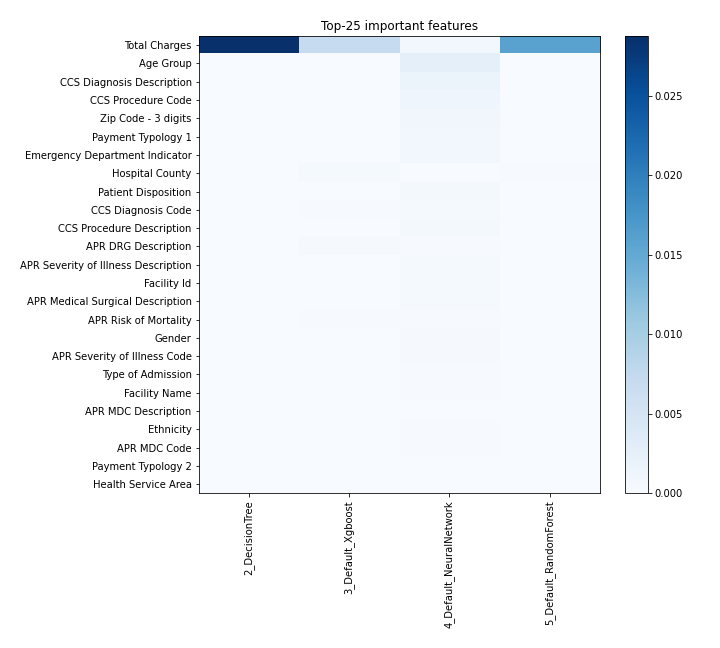 Top-25 important features
Total Charges
Age Group
CCS Diagnosis Description
CCS Procedure Code
Zip Code - 3 digits
Payment Typology 1
Emergency Department Indicator
Hospital County
Patient Disposition
CCS Diagnosis Code
CCS Procedure Description
APR DRG Description
APR Severity of Illness Description
Facility Id
APR Medical Surgical Description
APR Risk of Mortality
Gender
APR Severity of Illness Code
Type of Admission
Facility Name
APR MDC Description
Ethnicity
APR MDC Code
Payment Typology 2
Health Service Area
2_DecisionTree
3_Default_Xgboost
4_Default_NeuralNetwork
5_Default_RandomForest
0.025
0.020
0.015
0.010
0.005
0.000